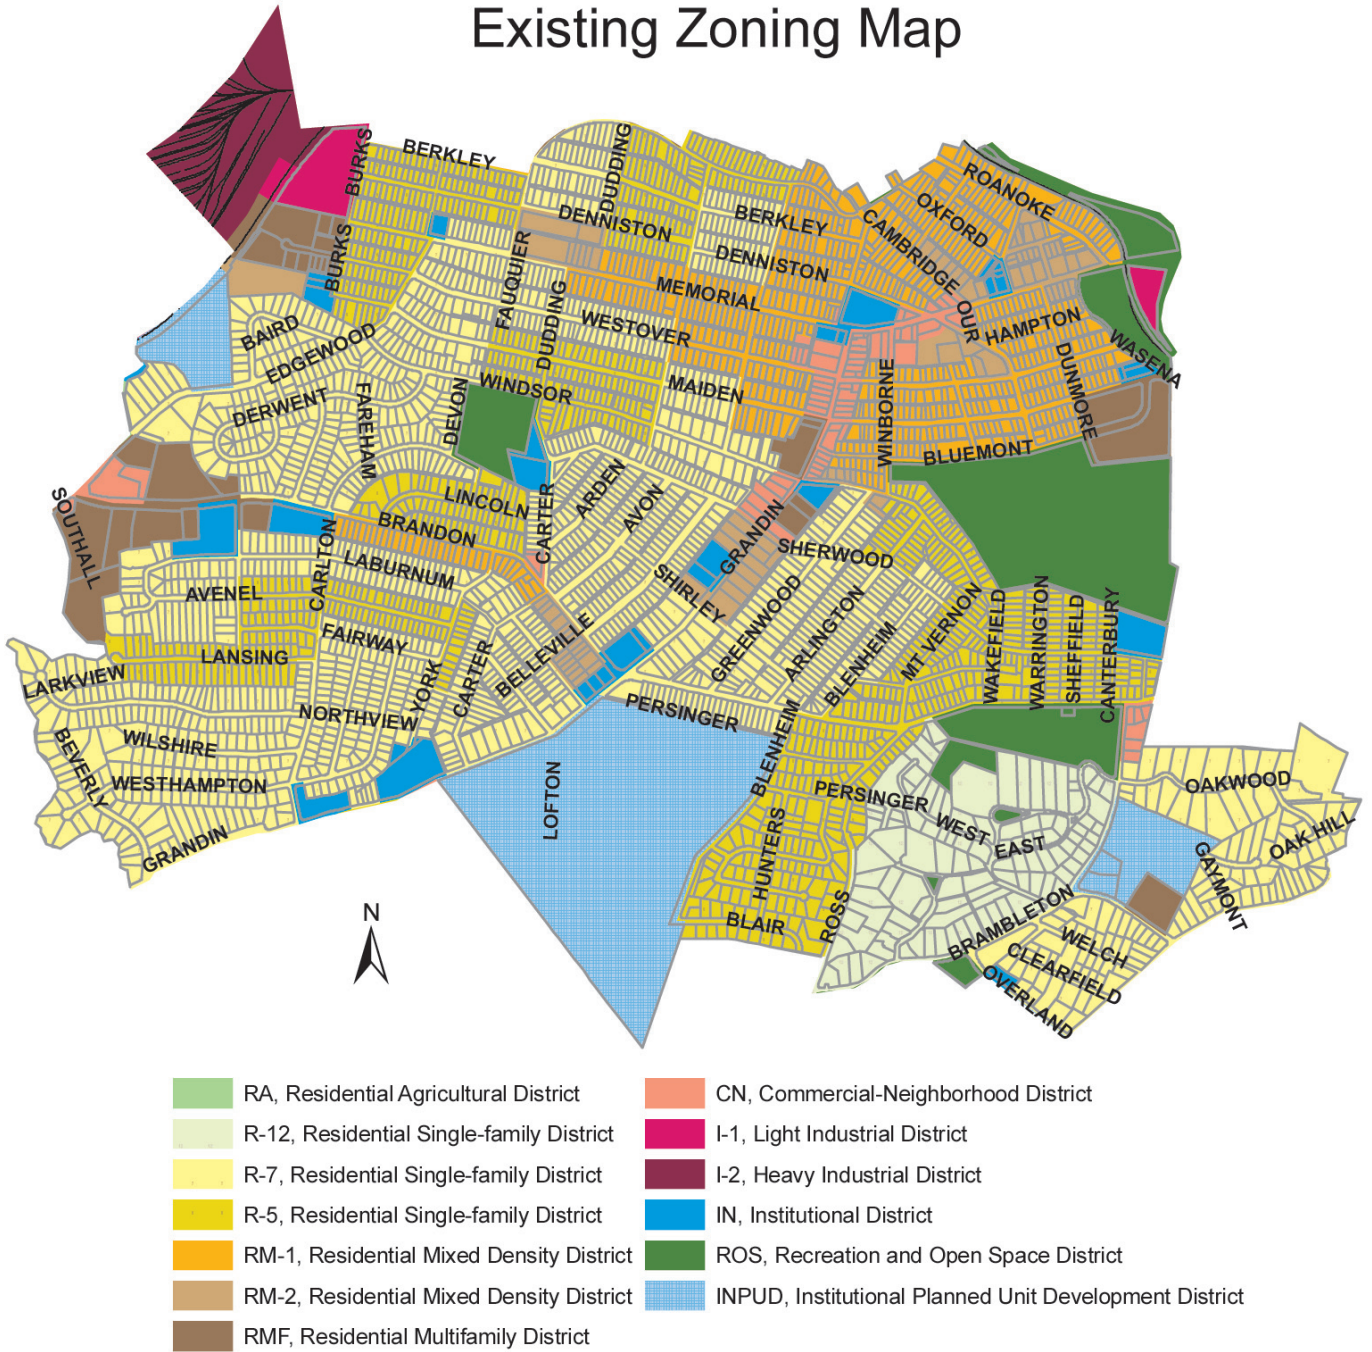 Existing Zoning Map
BURKS
BERKLEY
DUDDING
ROANOKE
OXFORD
DENNISTON
BERKLEY
CAMBRIDGE
BURKS
FAUQUIER
DENNISTON
MEMORIAL
OUR
BAIRD
EDGEWOOD
DUDDING
WESTOVER
HAMPTON
WASENA
DERWENT
FAREHAM
DEVON
WINDSOR
MAIDEN
WINBORNE
DUNMORE
BLUEMONT
SOUTHALL
LINCOLN
BRANDON
CARTER
ARDEN
AVON
GRANDIN
SHERWOOD
CARLTON
LABURNUM
AVENEL
SHIRLEY
GREENWOOD
ARLINGTON
BLENHEIM
MT VERNON
WAKEFIELD
WARRINGTON
SHEFFIELD
CANTERBURY
FAIRWAY
LANSING
LARKVIEW
YORK
CARTER
BELLEVILLE
NORTHVIEW
PERSINGER
BLENHEIM
BEVERLY
WILSHIRE
WESTHAMPTON
GRANDIN
LOFTON
PERSINGER
WEST
EAST
OAKWOOD
OAK HILL
GAYMONT
HUNTERS
BLAIR
ROSS
BRAMBLETON
WELCH
CLEARFIELD
OVERLAND
N
RA, Residential Agricultural District
R-12, Residential Single-family District
R-7, Residential Single-family District
R-5, Residential Single-family District
RM-1, Residential Mixed Density District
RM-2, Residential Mixed Density District
RMF, Residential Multifamily District
CN, Commercial-Neighborhood District
I-1, Light Industrial District
I-2, Heavy Industrial District
IN, Institutional District
ROS, Recreation and Open Space District
INPUD, Institutional Planned Unit Development District